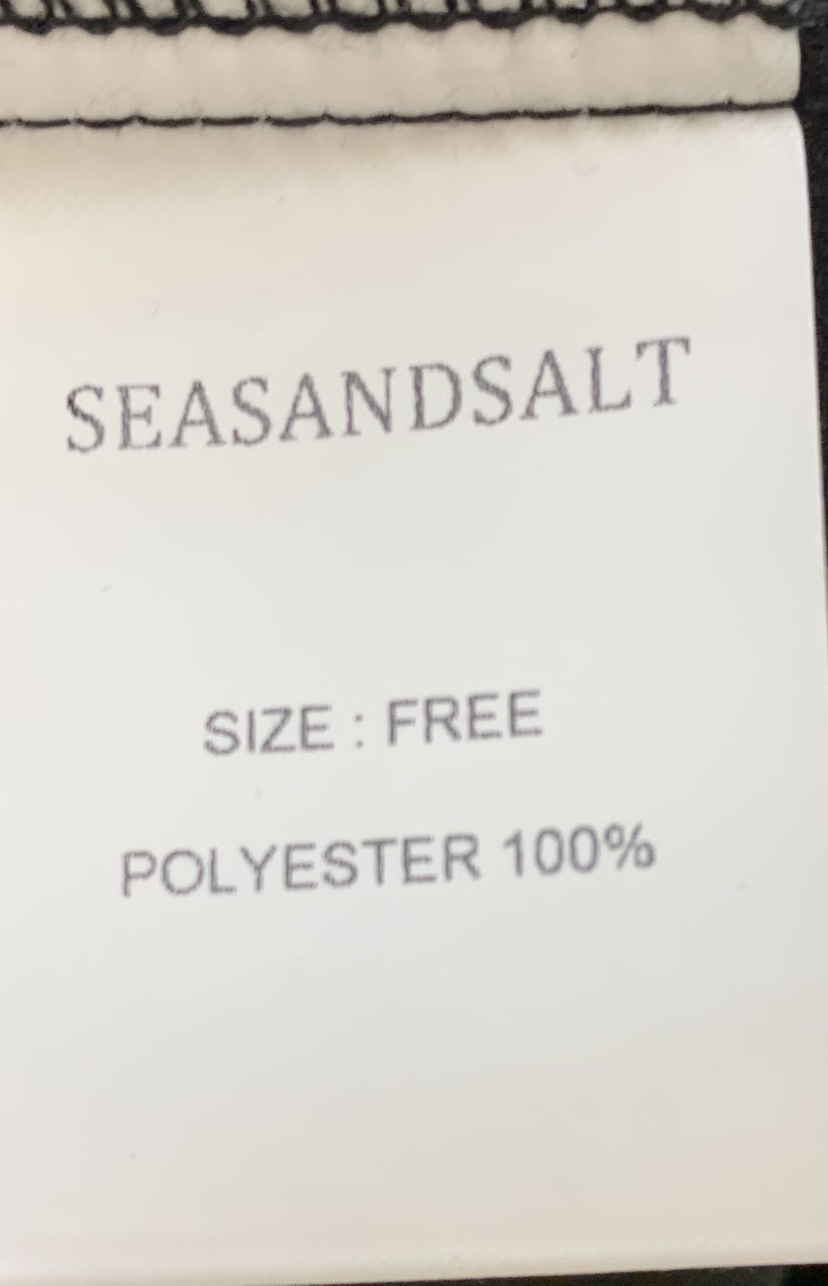 SEASANDSALT
SIZE : FREE
POLYESTER 100%